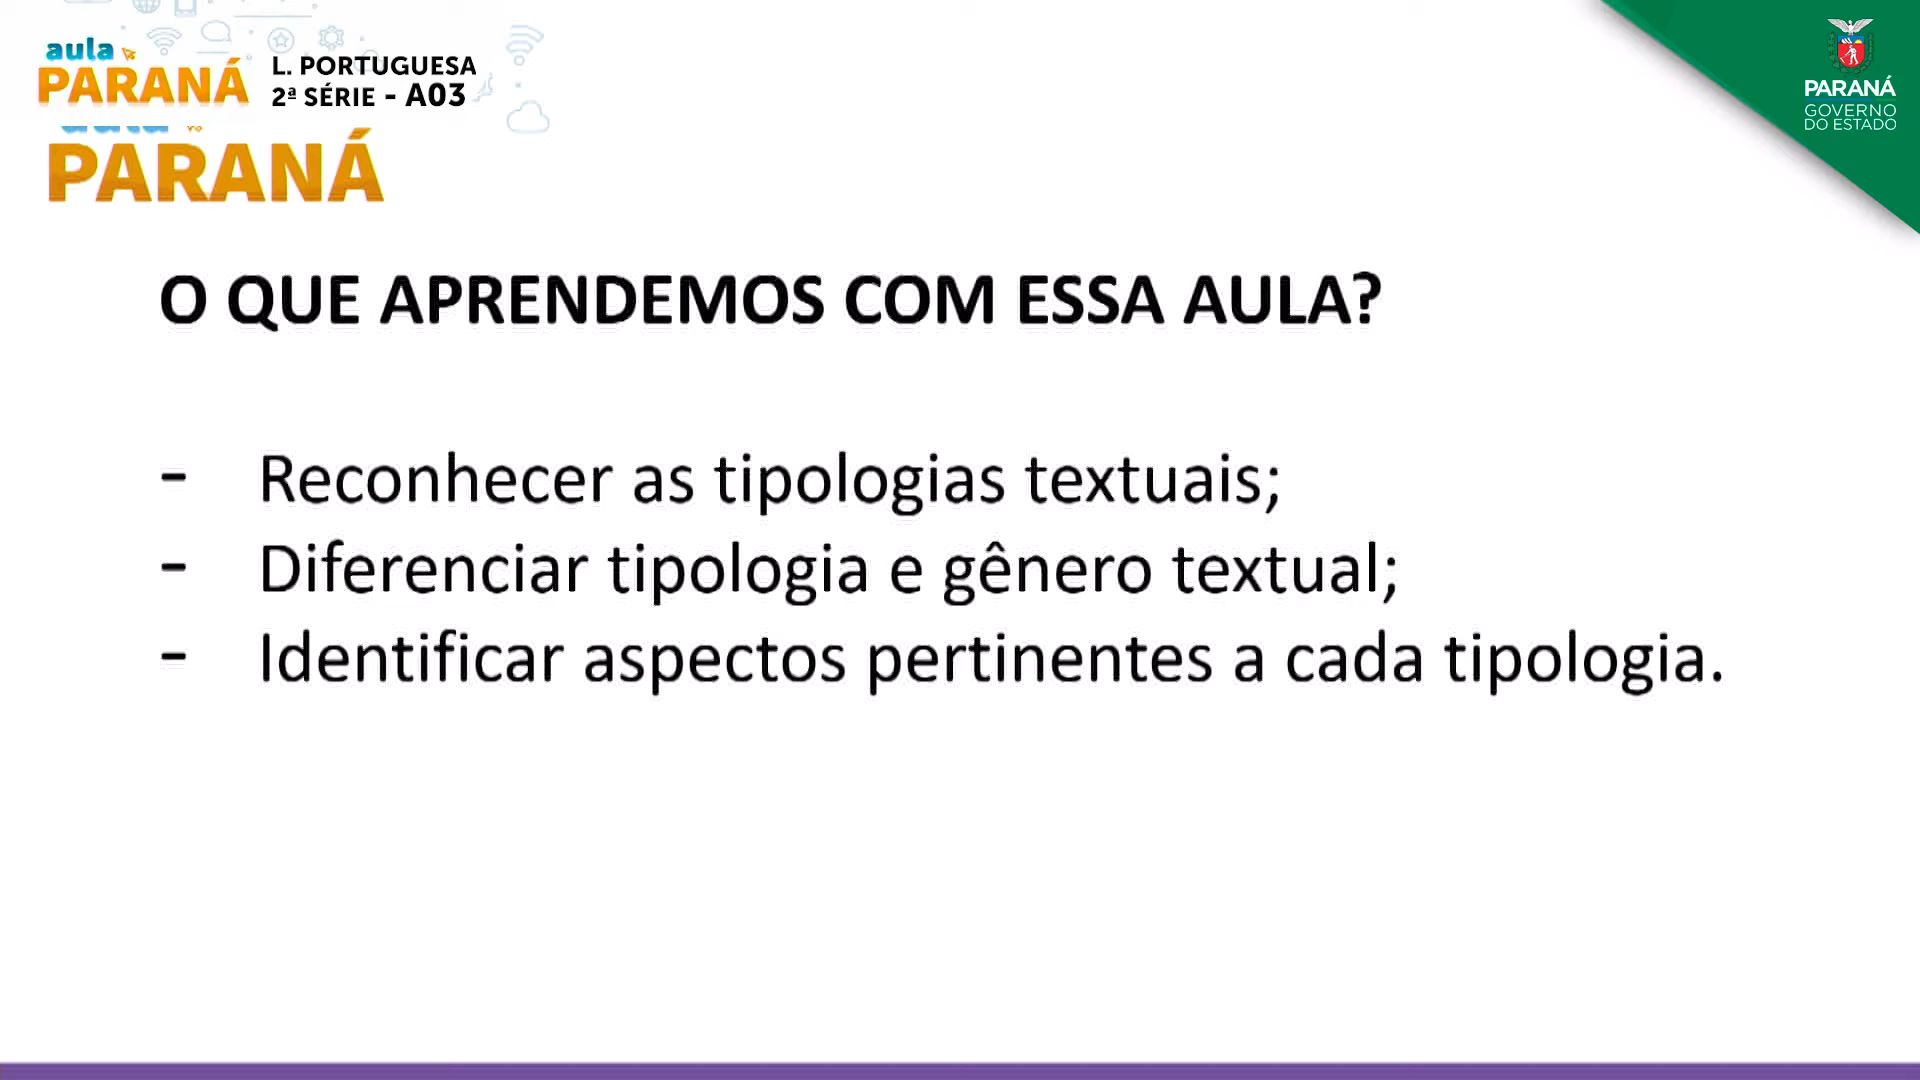 aula
PARANÁ
L. PORTUGUESA
2ª SÉRIE - A03
PARANÁ
GOVERNO
DO ESTADO
aula
PARANÁ
O QUE APRENDEMOS COM ESSA AULA?
- Reconhecer as tipologias textuais;
- Diferenciar tipologia e gênero textual;
- Identificar aspectos pertinentes a cada tipologia.